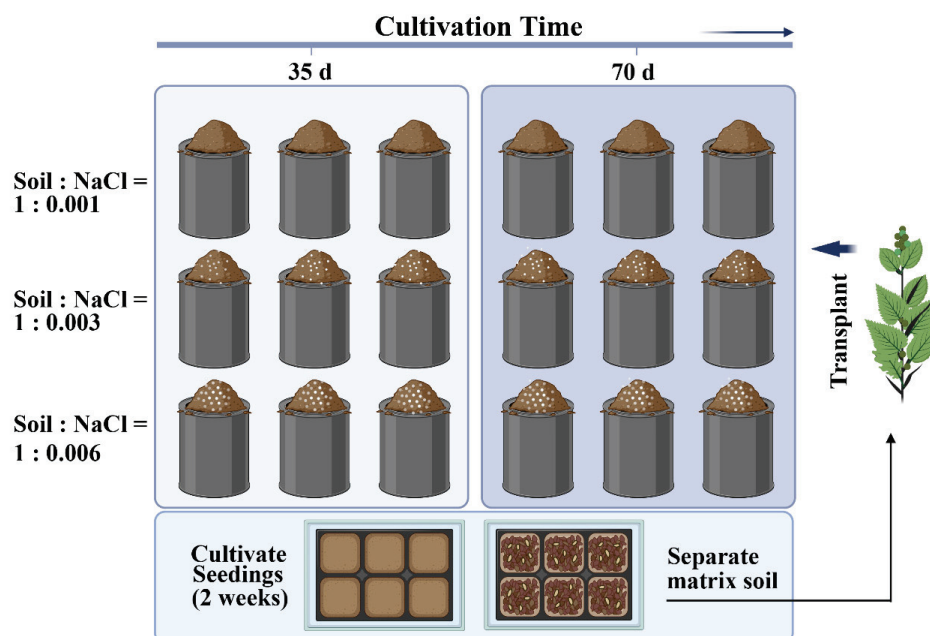 Cultivation Time
35 d
70 d
Soil : NaCl =
1 : 0.001
Soil : NaCl =
1 : 0.003
Soil : NaCl =
1 : 0.006
Transplant
Cultivate
Seedings
(2 weeks)
Separate
matrix soil